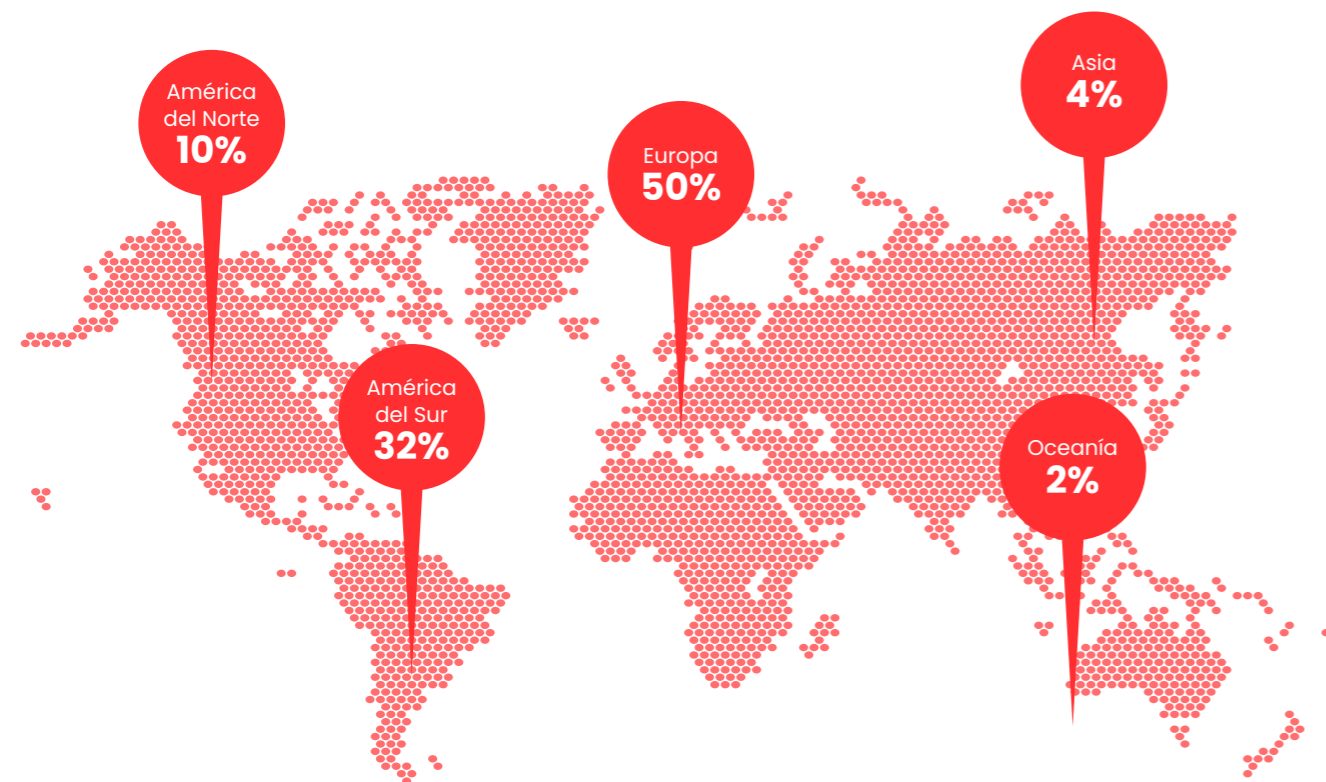 América
del Norte
10%
Asia
4%
Europa
50%
América
del Sur
32%
Oceanía
2%